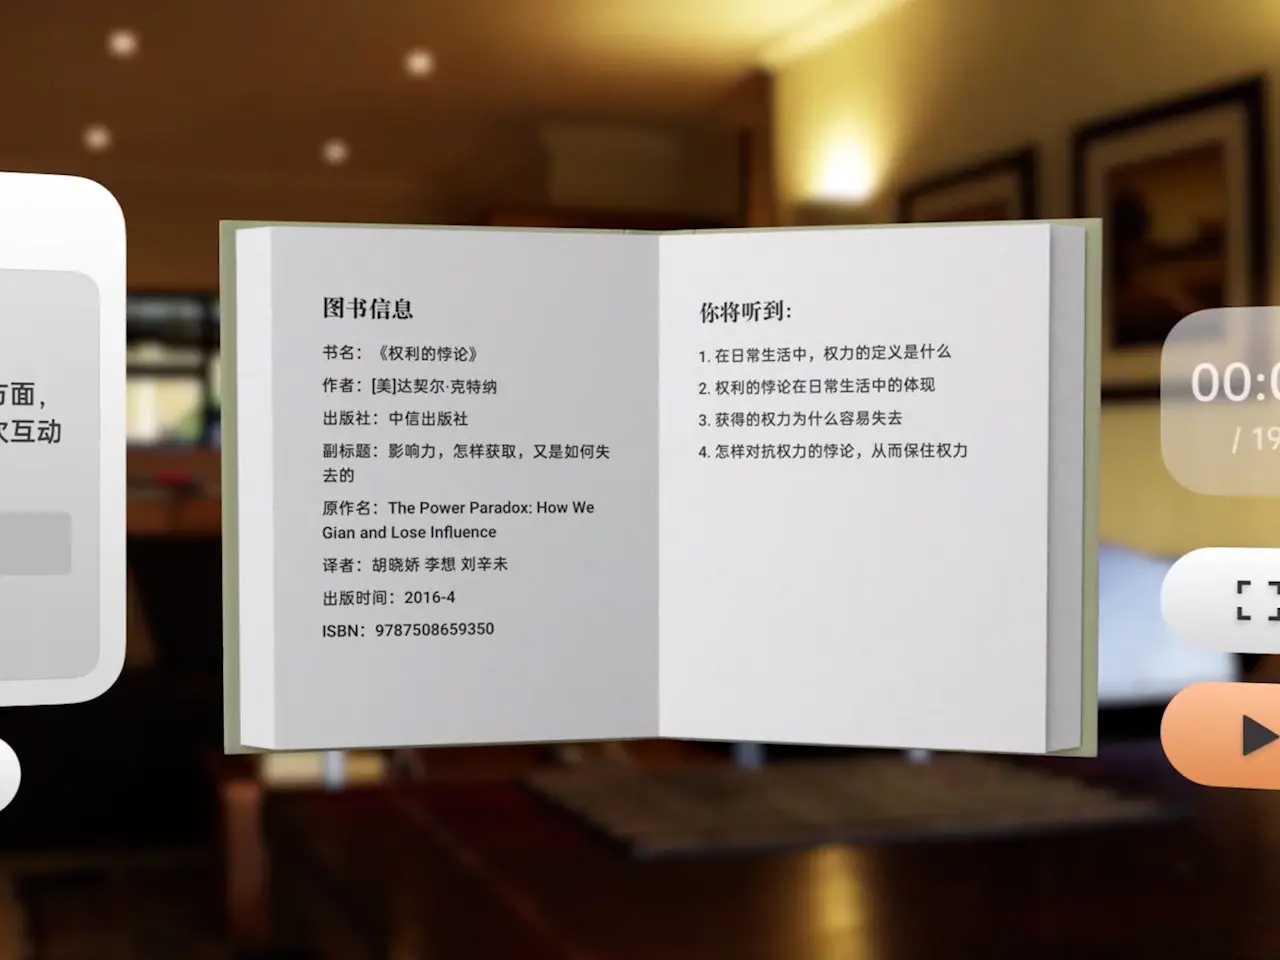 方面，
次互动
图书信息
书名：《权利的悖论》
作者：[美]达契尔·克特纳
出版社：中信出版社
副标题：影响力，怎样获取，又是如何失
去的
原作名：The Power Paradox: How We
Gian and Lose Influence
译者：胡晓娇 李想 刘辛未
出版时间：2016-4
ISBN：9787508659350
你将听到：
1. 在日常生活中，权力的定义是什么
2. 权利的悖论在日常生活中的体现
3. 获得的权力为什么容易失去
4. 怎样对抗权力的悖论，从而保住权力
00:0
/ 19